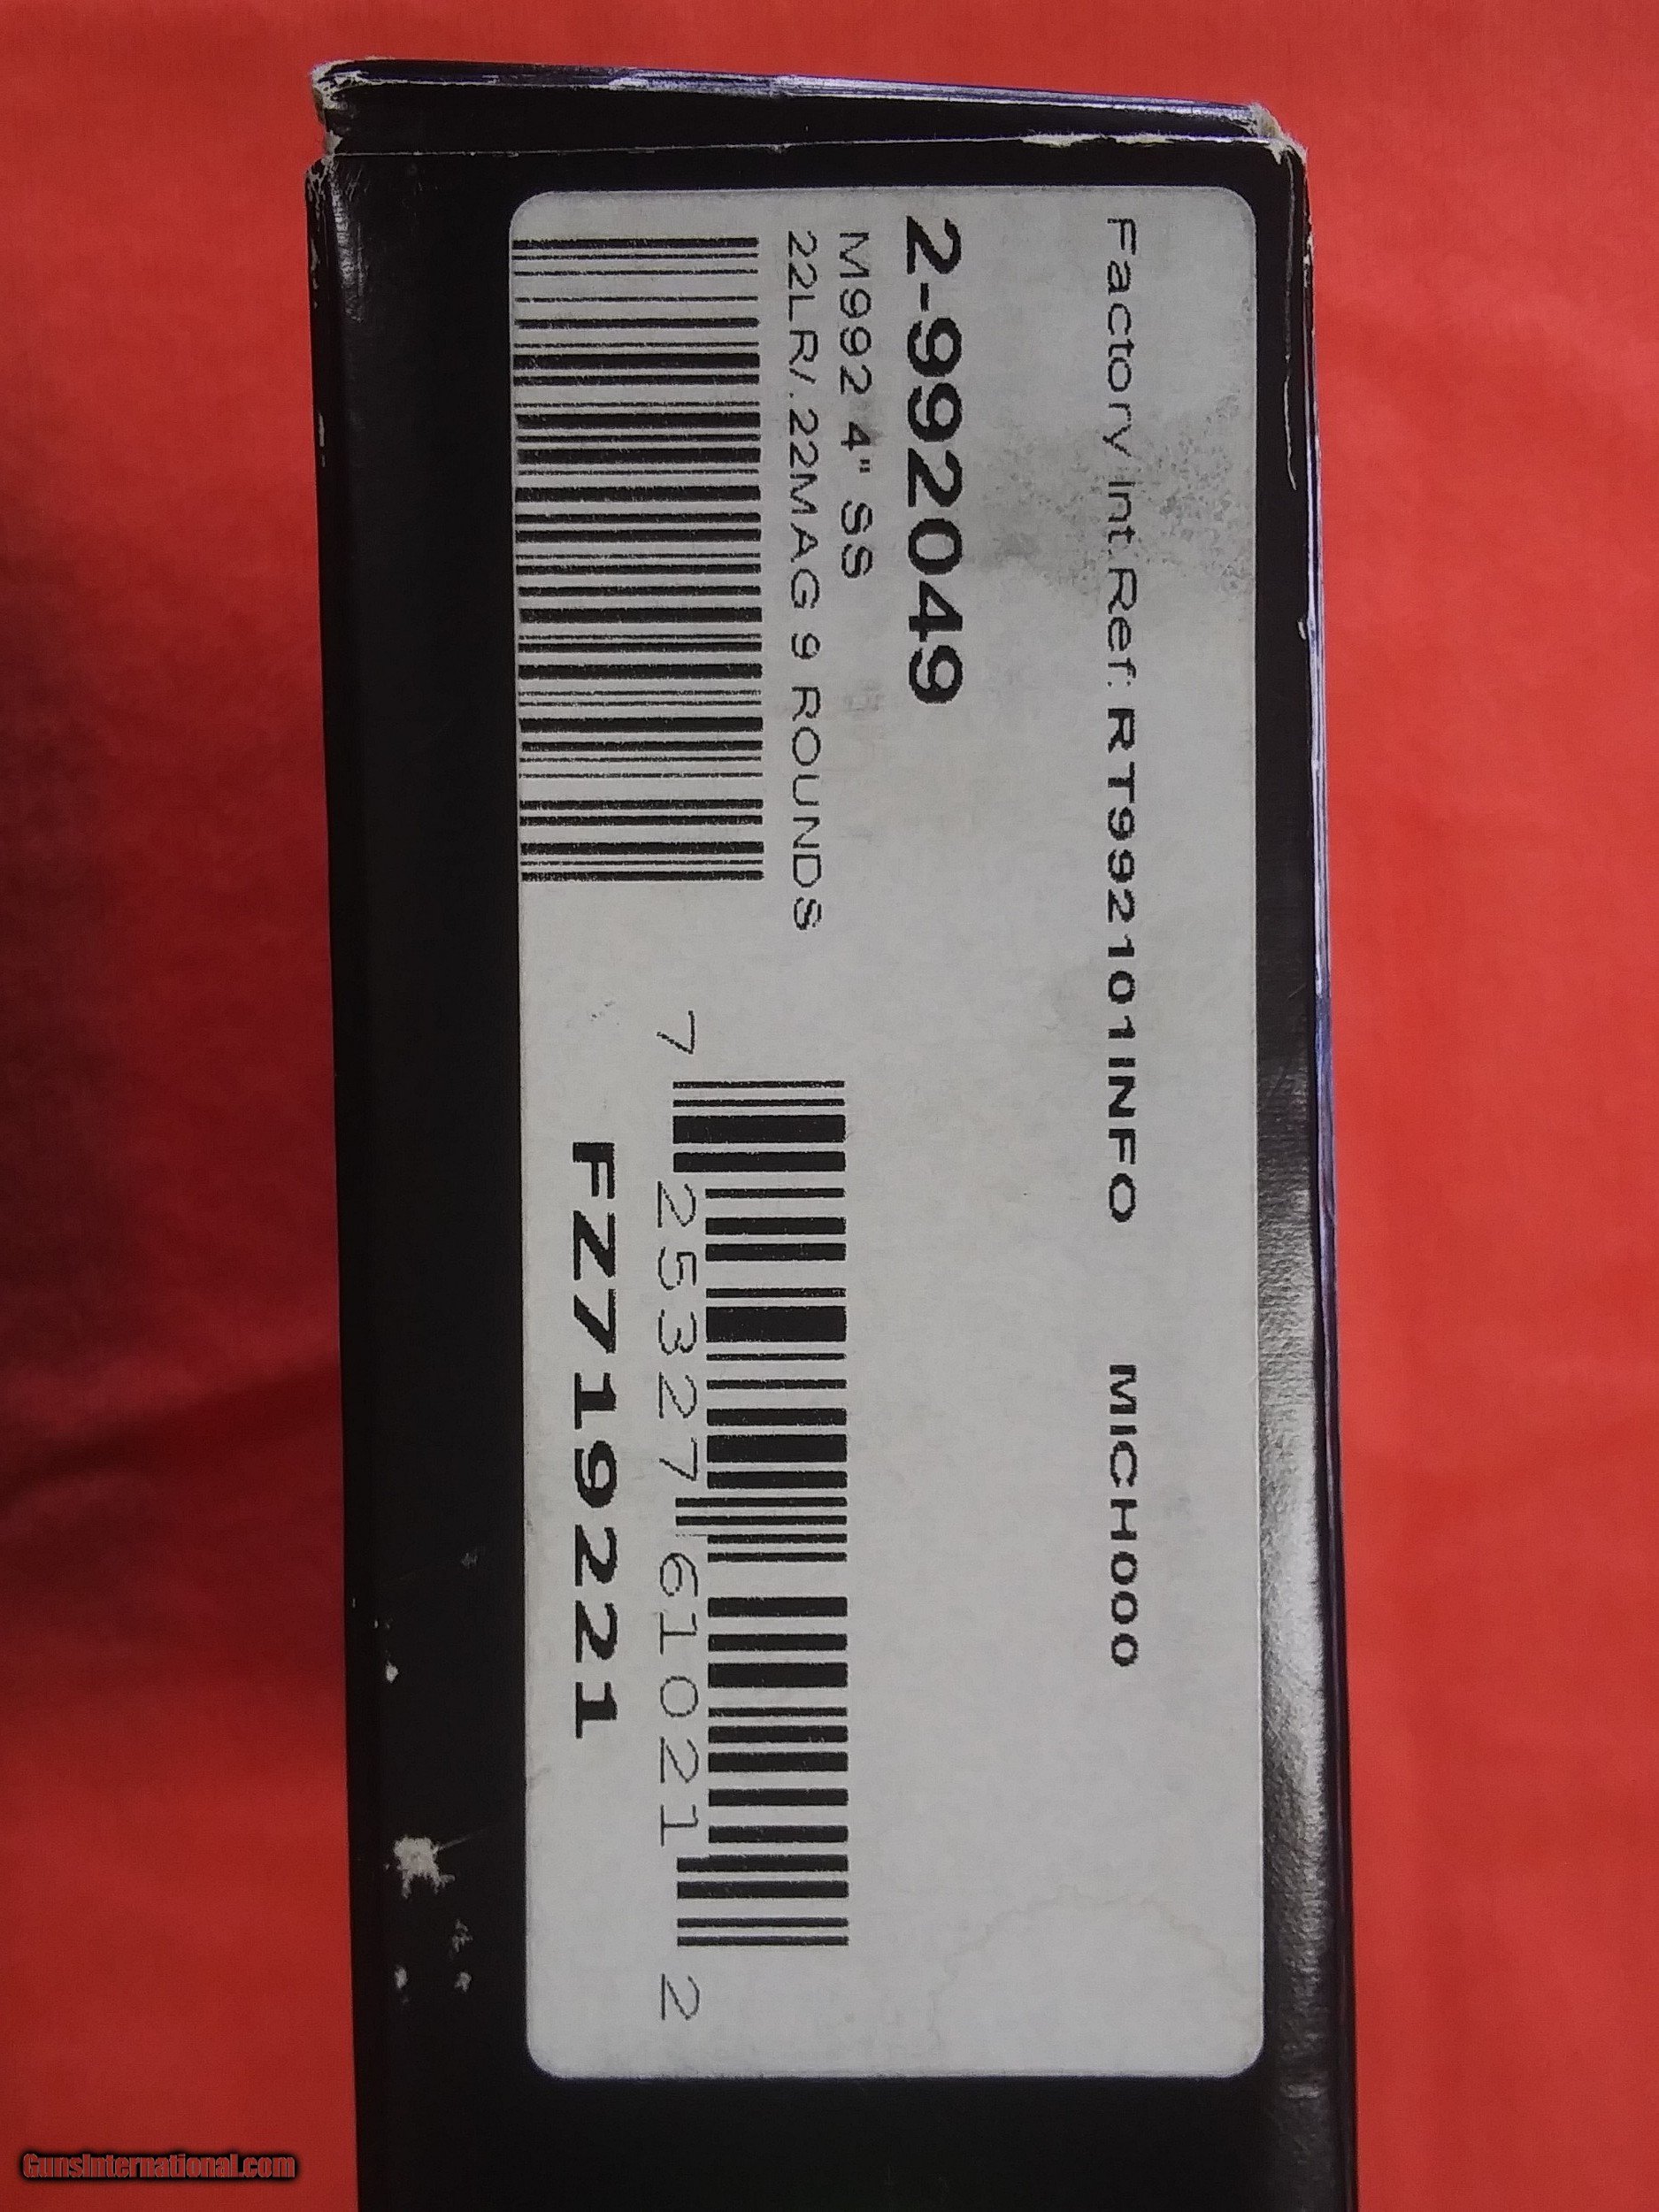 Factory int.Ref: RT992101INFO MICH000
2-992049
M992 4" SS
22LR/.22MAG 9 ROUNDS
7 25327 61021 2
FZ719221
GunsInternational.com